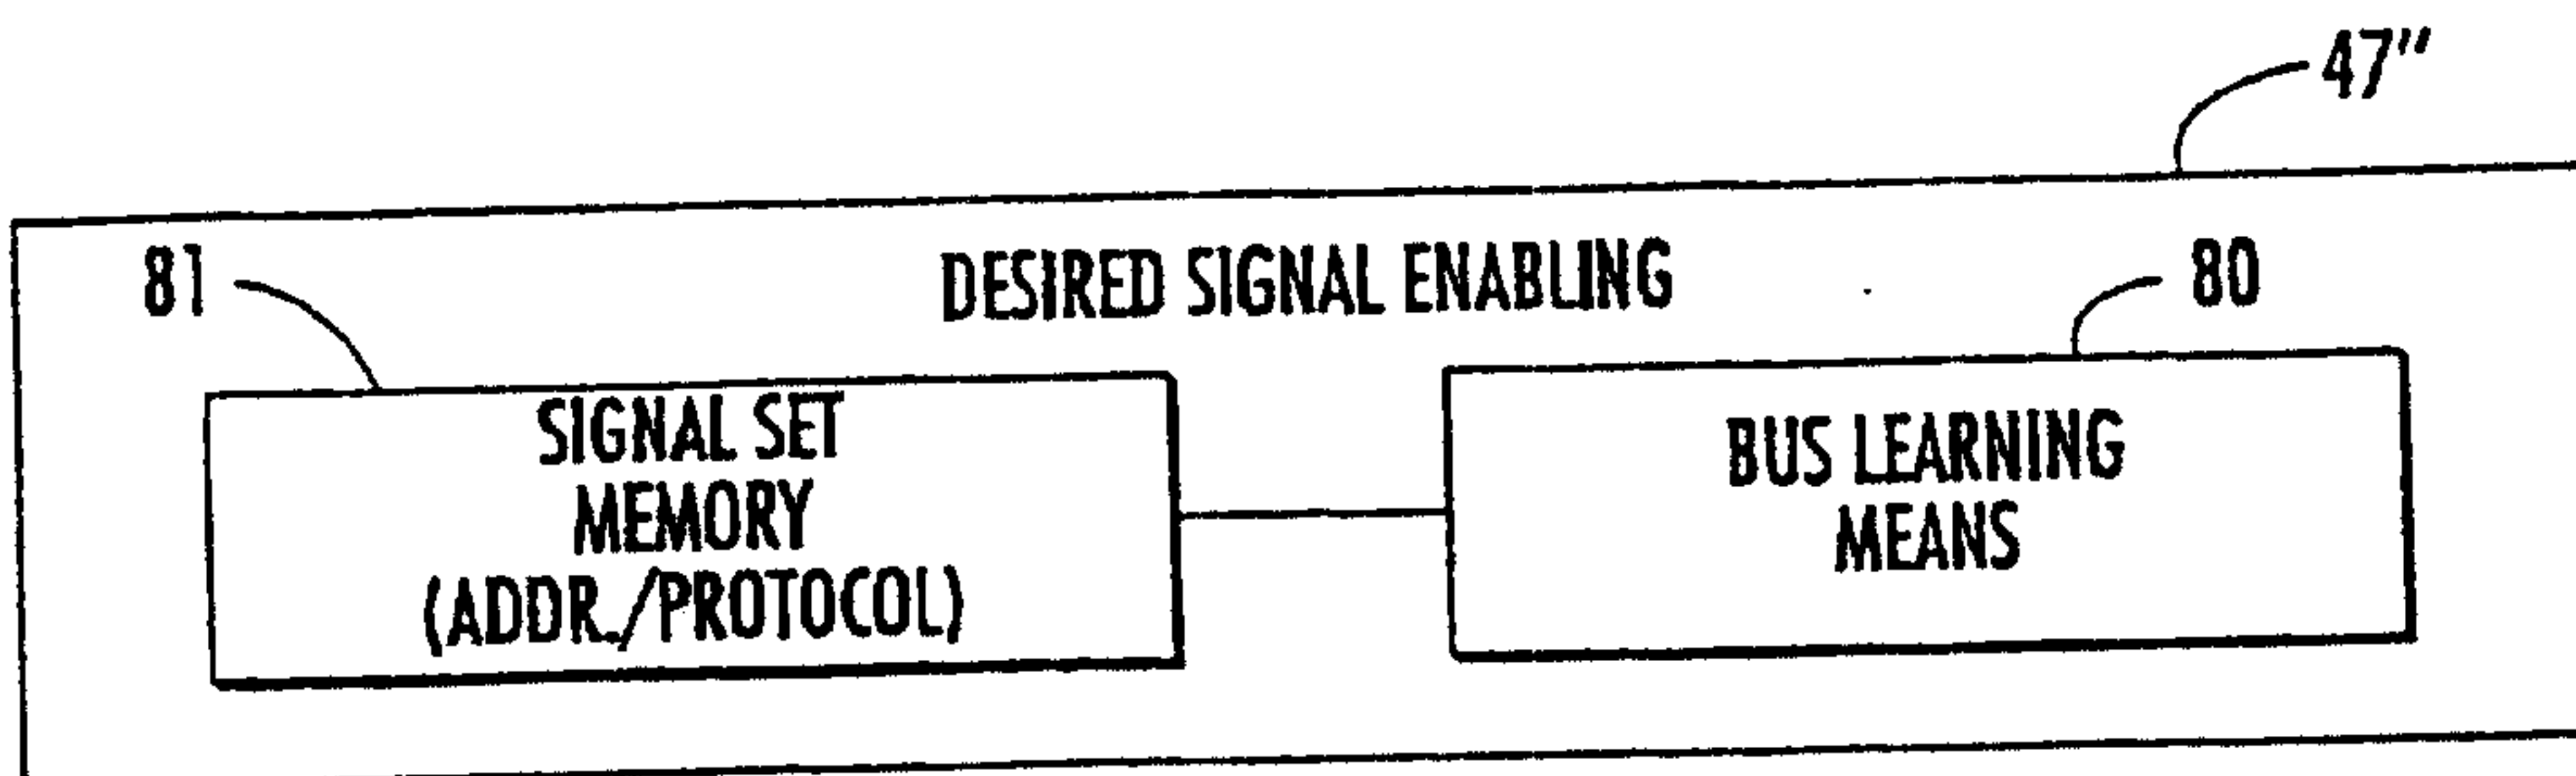 47"
81
DESIRED SIGNAL ENABLING
80
SIGNAL SET
MEMORY
(ADDR./PROTOCOL)
BUS LEARNING
MEANS